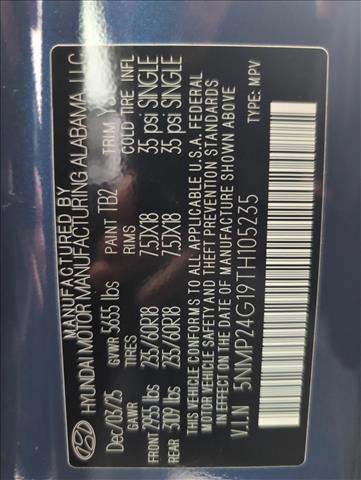 MANUFACTURED BY
HYUNDAI MOTOR MANUFACTURING ALABAMA, LLC
Dec/03/25 GVWR 5655 lbs PAINT TB2 TRIM
GAWR TIRES RIMS COLD TIRE INFL
FRT 2955 lbs 235/60R18 7.5JX18 35 psi SINGLE
REAR 3109 lbs 235/60R18 7.5JX18 35 psi SINGLE
THIS VEHICLE CONFORMS TO ALL APPLICABLE U.S.A. FEDERAL
MOTOR VEHICLE SAFETY AND THEFT PREVENTION STANDARDS
IN EFFECT ON THE DATE OF MANUFACTURE SHOWN ABOVE
V.I.N 5NMP24G19TH105235 TYPE: MPV